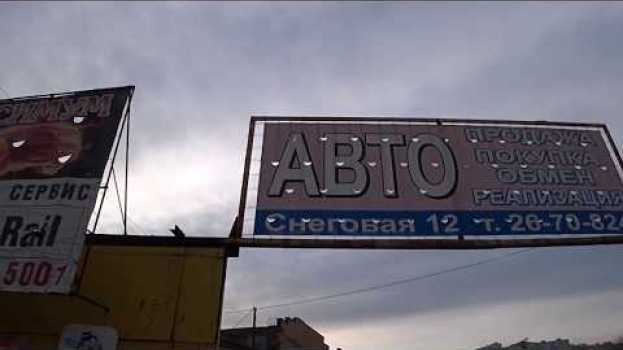 СЕРВИС
Rail
5001
АВТО
ПРОДАЖА
ПОКУПКА
ОБМЕН
РЕАЛИЗАЦИЯ
Снеговая 12 т. 26-70-82